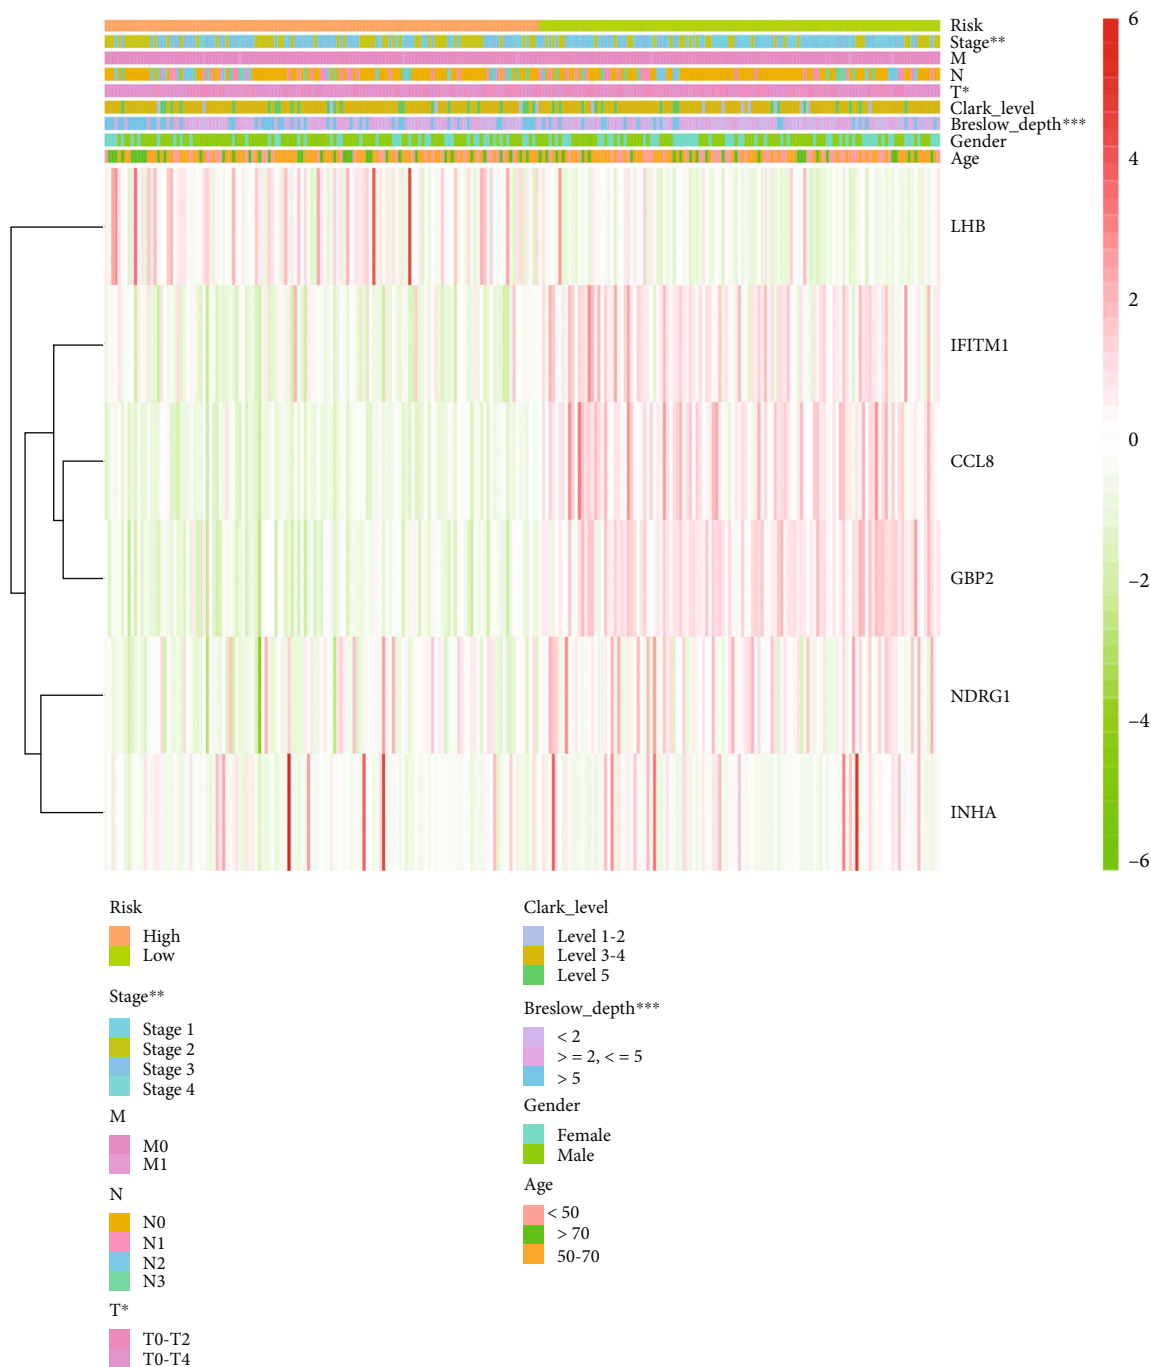 Risk
Stage**
M
N
T*
Clark_level
Breslow_depth***
Gender
Age
6
4
2
0
−2
−4
−6
LHB
IFITM1
CCL8
GBP2
NDRG1
INHA
Risk
High
Low
Stage**
Stage 1
Stage 2
Stage 3
Stage 4
M
M0
M1
N
N0
N1
N2
N3
T*
T0-T2
T0-T4
Clark_level
Level 1-2
Level 3-4
Level 5
Breslow_depth***
< 2
> = 2, < = 5
> 5
Gender
Female
Male
Age
< 50
> 70
50-70